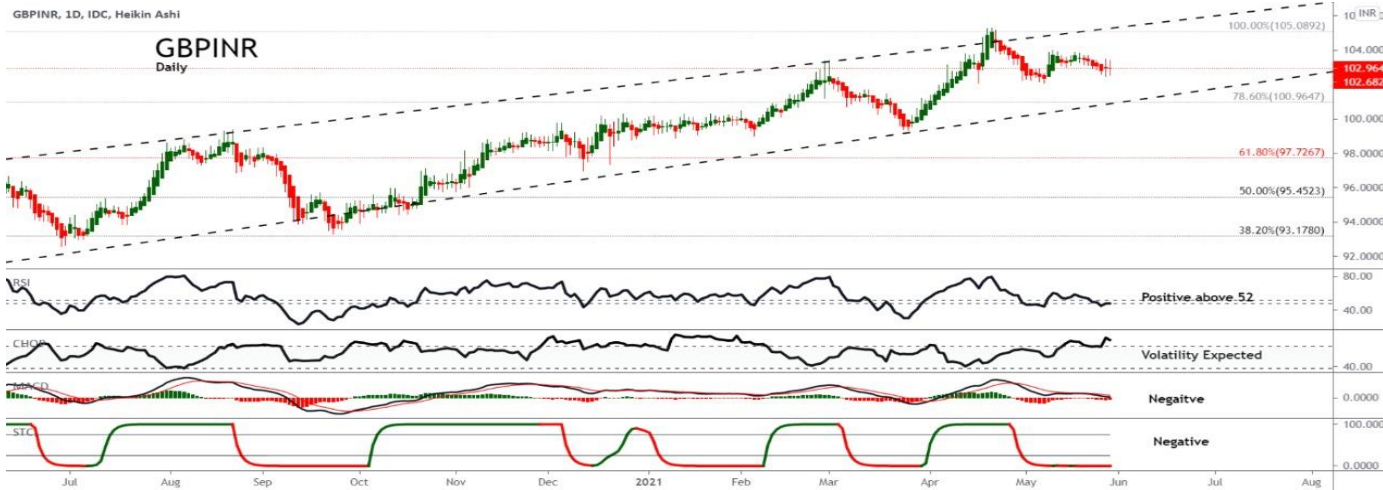 GBPINR, 1D, IDC, Heikin Ashi
GBPINR
Daily
INR
100.00%(105.0892)
104.0000
102.964
102.682
78.60%(100.9647)
100.0000
98.0000
61.80%(97.7267)
96.0000
50.00%(95.4523)
94.0000
38.20%(93.1780)
92.0000
RSI
80.00
Positive above 52
40.00
CHOP
Volatility Expected
40.00
MACD
Negaitve
0.0000
STC
100.000
Negative
0.0000
Jul Aug Sep Oct Nov Dec 2021 Feb Mar Apr May Jun Jul Aug